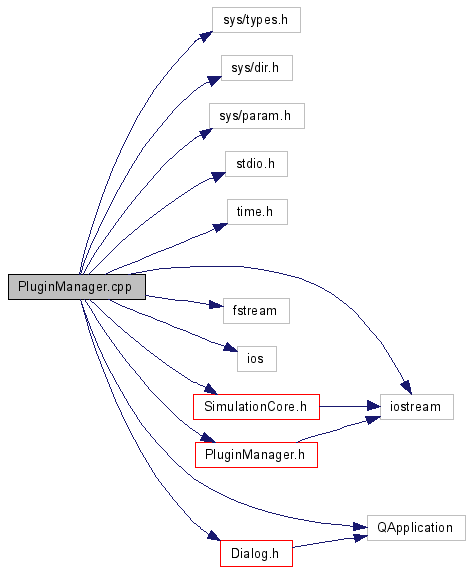 sys/types.h
sys/dir.h
sys/param.h
stdio.h
time.h
PluginManager.cpp
fstream
ios
SimulationCore.h
iostream
PluginManager.h
QApplication
Dialog.h